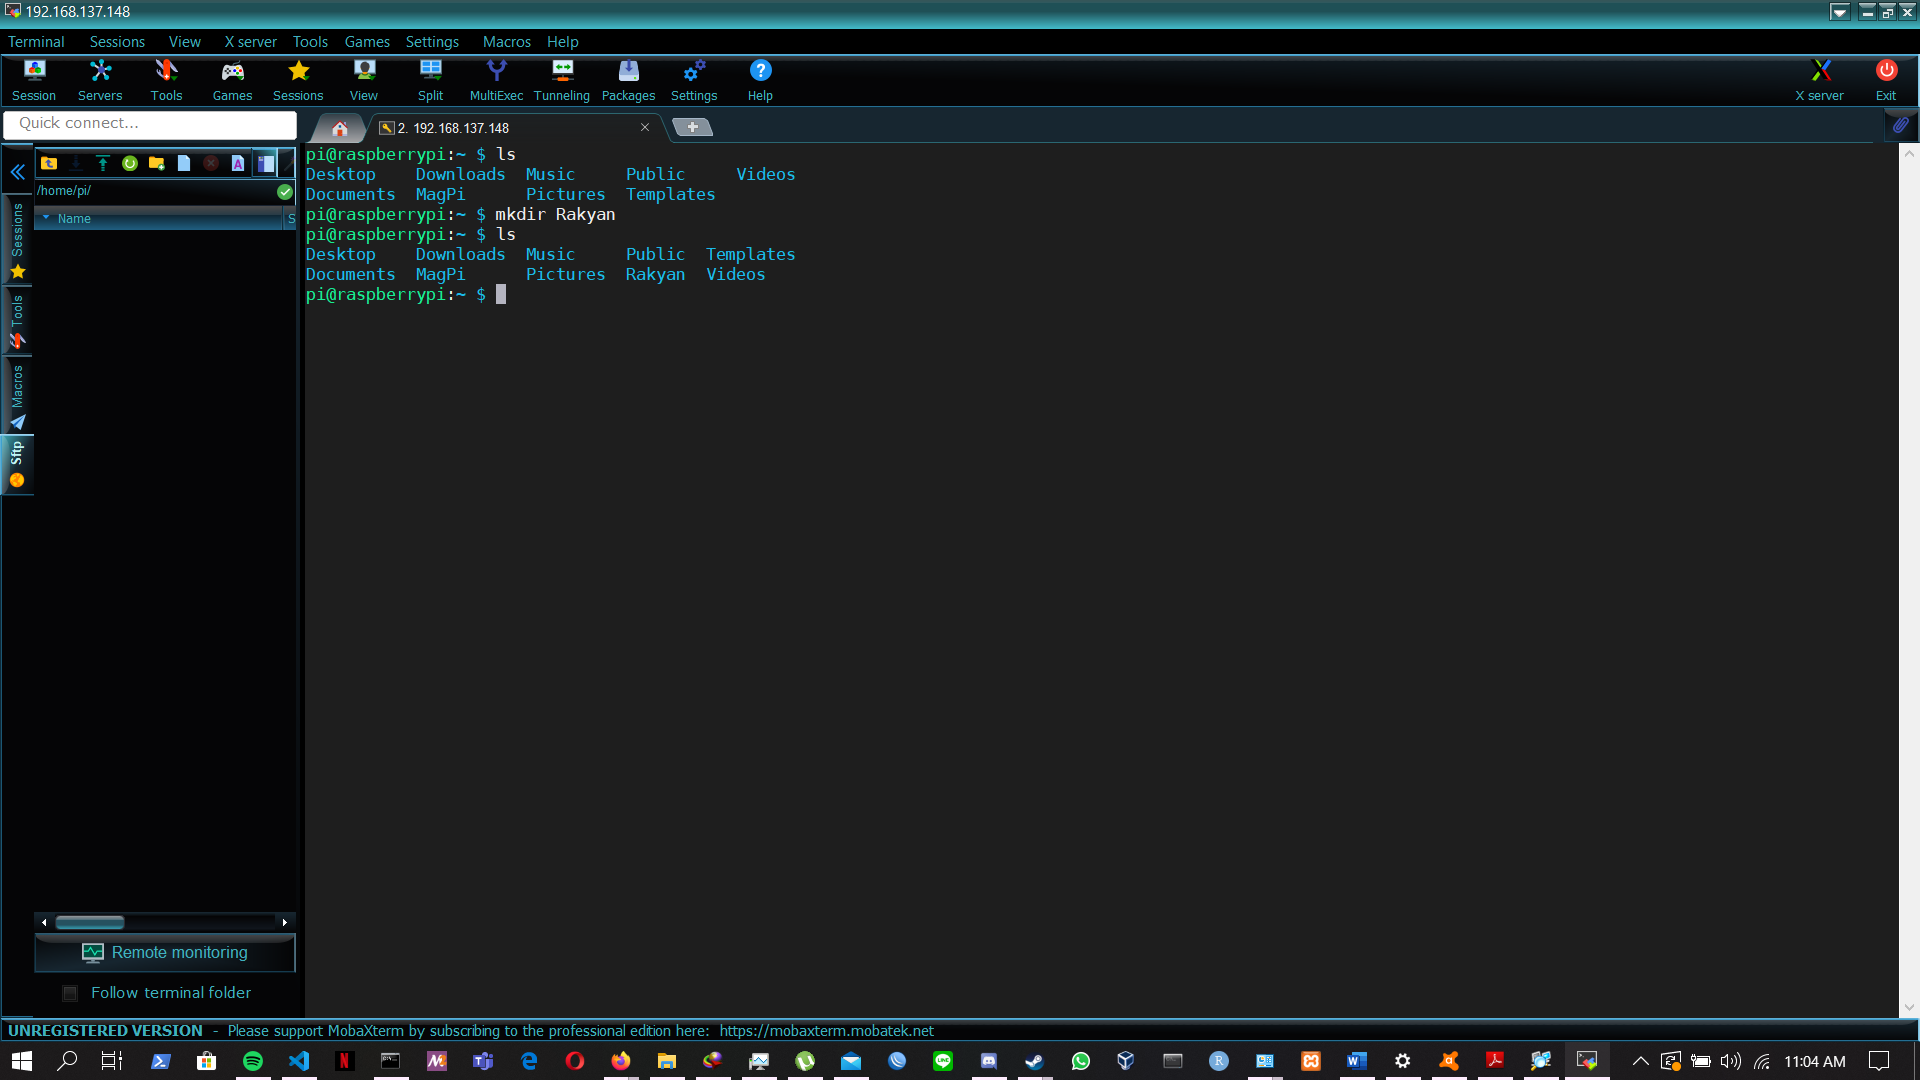 192.168.137.148
Terminal Sessions View X server Tools Games Settings Macros Help
Session Servers Tools Games Sessions View Split MultiExec Tunneling Packages Settings Help X server Exit
Quick connect...
2. 192.168.137.148
/home/pi/
Name S
Sessions
Tools
Macros
Sftp
pi@raspberrypi:~ $ ls
Desktop Downloads Music Public Videos
Documents MagPi Pictures Templates
pi@raspberrypi:~ $ mkdir Rakyan
pi@raspberrypi:~ $ ls
Desktop Downloads Music Public Templates
Documents MagPi Pictures Rakyan Videos
pi@raspberrypi:~ $
Remote monitoring
Follow terminal folder
UNREGISTERED VERSION - Please support MobaXterm by subscribing to the professional edition here: https://mobaxterm.mobatek.net
11:04 AM